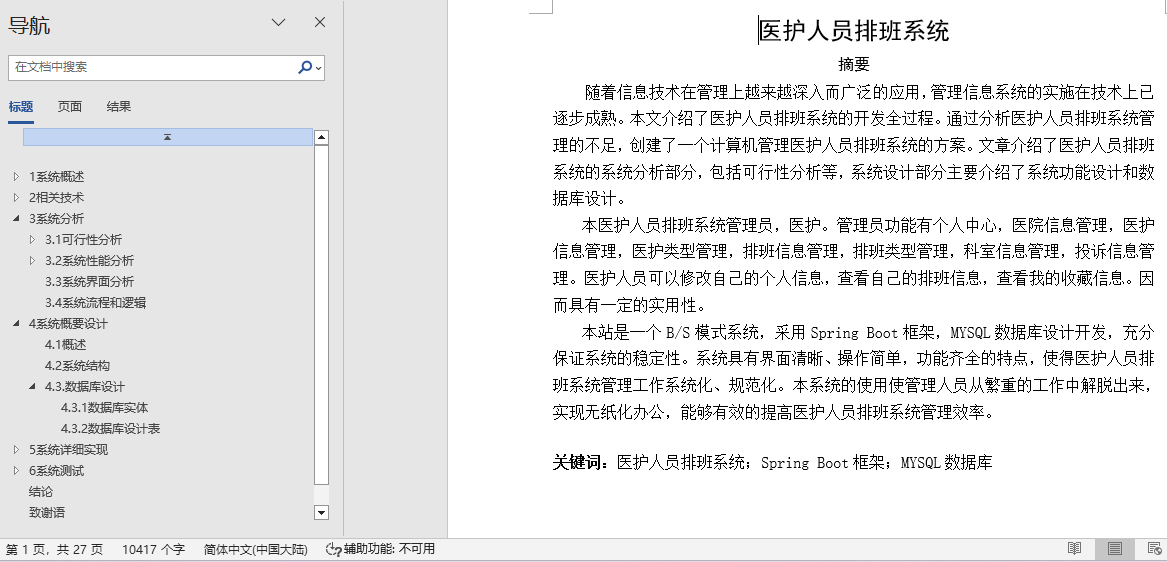 导航
在文档中搜索
标题 页面 结果
1系统概述
2相关技术
3系统分析
3.1可行性分析
3.2系统性能分析
3.3系统界面分析
3.4系统流程和逻辑
4系统概要设计
4.1概述
4.2系统结构
4.3.数据库设计
4.3.1数据库实体
4.3.2数据库设计表
5系统详细实现
6系统测试
结论
致谢语
医护人员排班系统
摘要
随着信息技术在管理上越来越深入而广泛的应用，管理信息系统的实施在技术上已
逐步成熟。本文介绍了医护人员排班系统的开发全过程。通过分析医护人员排班系统管
理的不足，创建了一个计算机管理医护人员排班系统的方案。文章介绍了医护人员排班
系统的系统分析部分，包括可行性分析等，系统设计部分主要介绍了系统功能设计和数
据库设计。
本医护人员排班系统管理员，医护。管理员功能有个人中心，医院信息管理，医护
信息管理，医护类型管理，排班信息管理，排班类型管理，科室信息管理，投诉信息管
理。医护人员可以修改自己的个人信息，查看自己的排班信息，查看我的收藏信息。因
而具有一定的实用性。
本站是一个 B/S 模式系统，采用 Spring Boot 框架，MYSQL 数据库设计开发，充分
保证系统的稳定性。系统具有界面清晰、操作简单，功能齐全的特点，使得医护人员排
班系统管理工作系统化、规范化。本系统的使用使管理人员从繁重的工作中解脱出来，
实现无纸化办公，能够有效的提高医护人员排班系统管理效率。
关键词：医护人员排班系统；Spring Boot 框架；MYSQL 数据库
第 1 页，共 27 页 10417 个字 简体中文(中国大陆) 辅助功能: 不可用